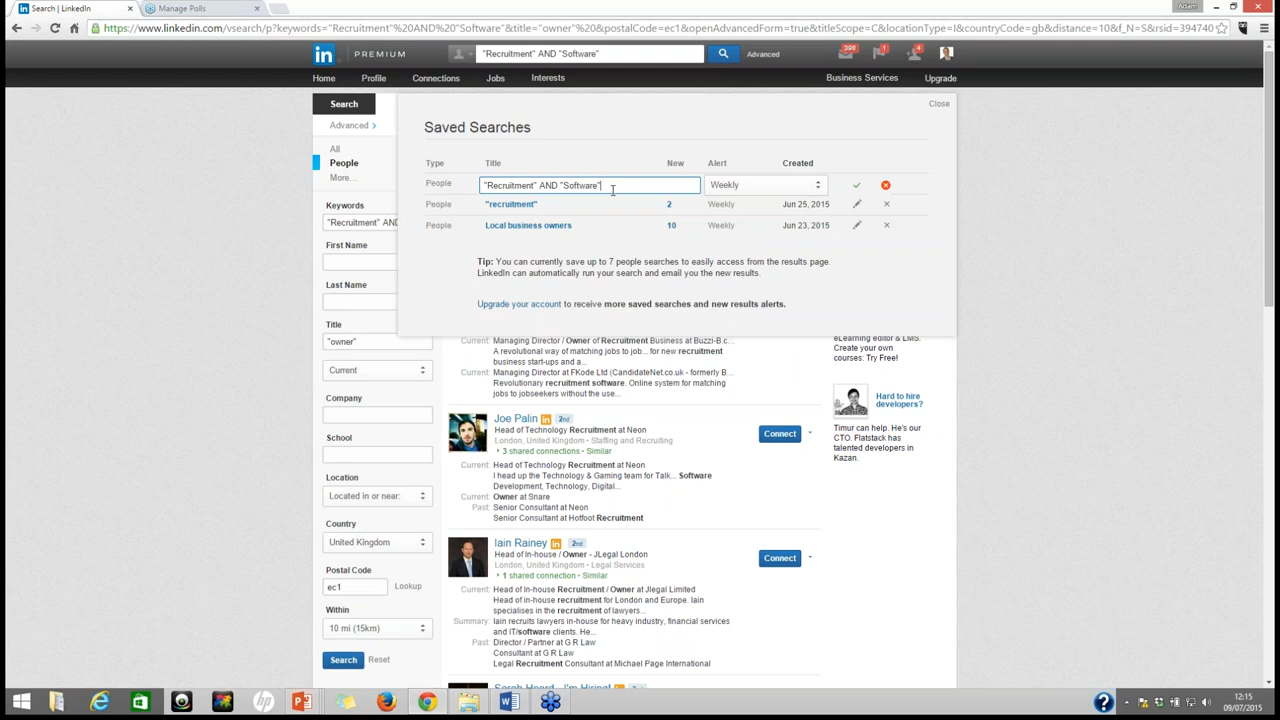 Search | LinkedIn
Manage Polls
Adam
https://www.linkedin.com/vsearch/p?keywords="Recruitment"%20AND%20"Software"&title="owner"&postalCode=ec1&openAdvancedForm=true&titleScope=C&locationType=I&countryCode=gb&distance=10&f_N=S&rsid=394740
in PREMIUM "Recruitment" AND "Software" Advanced 398 1 4
Home Profile Connections Jobs Interests Business Services Upgrade
Search
Advanced
All
People
More...
Keywords
"Recruitment" AND
First Name
Last Name
Title
"owner"
Current
Company
School
Location
Located in or near:
Country
United Kingdom
Postal Code
ec1 Lookup
Within
10 mi (15km)
Search Reset
Close
Saved Searches
Type Title New Alert Created
People "Recruitment" AND "Software" Weekly
People "recruitment" 2 Weekly Jun 25, 2015
People Local business owners 10 Weekly Jun 23, 2015
Tip: You can currently save up to 7 people searches to easily access from the results page.
LinkedIn can automatically run your search and email you the new results.
Upgrade your account to receive more saved searches and new results alerts.
Current: Managing Director / Owner of Recruitment Business at Buzzi-B.c...
A revolutional way of matching jobs to job... for new recruitment
business start-ups and a...
Current: Managing Director at FKode Ltd (CandidateNet.co.uk - formerly B...
Revolutionary recruitment software. Online system for matching
jobs to jobseekers without the use...
Joe Palin in 2nd
Head of Technology Recruitment at Neon
London, United Kingdom • Staffing and Recruiting
3 shared connections • Similar
Connect
Current: Head of Technology Recruitment at Neon
I head up the Technology & Gaming team for Talk... Software
Development, Technology, Digital...
Current: Owner at Snare
Past: Senior Consultant at Neon
Senior Consultant at Hotfoot Recruitment
Iain Rainey in 2nd
Head of In-house / Owner - JLegal London
London, United Kingdom • Legal Services
1 shared connection • Similar
Connect
Current: Head of In-house Recruitment / Owner at Jlegal Limited
Head of in-house recruitment for London and Europe. Iain
specialises in the recruitment of lawyers...
Summary: Iain recruits lawyers in-house for heavy industry, financial services
and IT/software clients. He...
Past: Director / Partner at G R Law
Consultant at G R Law
Legal Recruitment Consultant at Michael Page International
Sarah Heard - I'm Hiring! in 2nd
eLearning editor & LMS.
Create your own
courses: Try Free!
Hard to hire
developers?
Timur can help. He's our
CTO. Flatstack has
talented developers in
Kazan.
12:15
09/07/2015